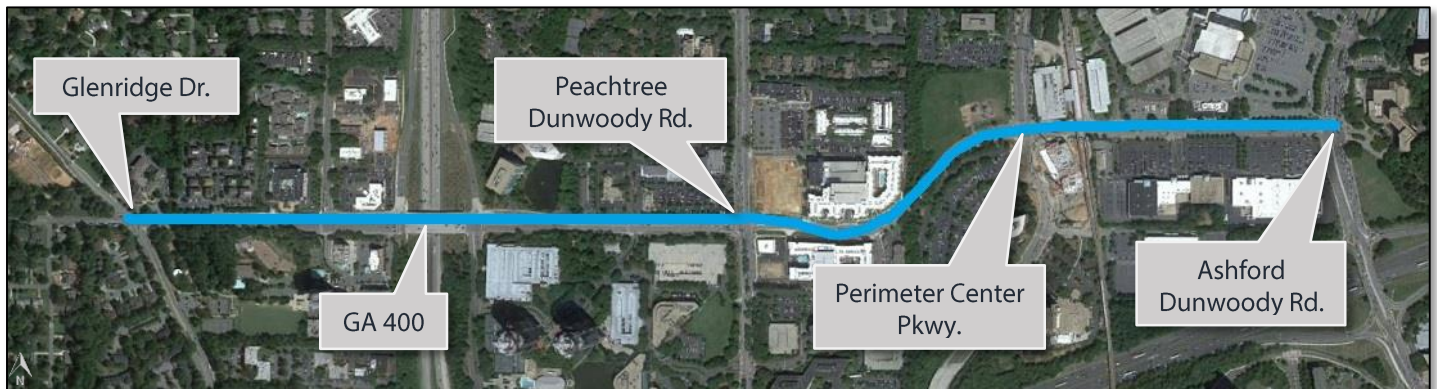 Glenridge Dr.
Peachtree
Dunwoody Rd.
GA 400
Perimeter Center
Pkwy.
Ashford
Dunwoody Rd.
N